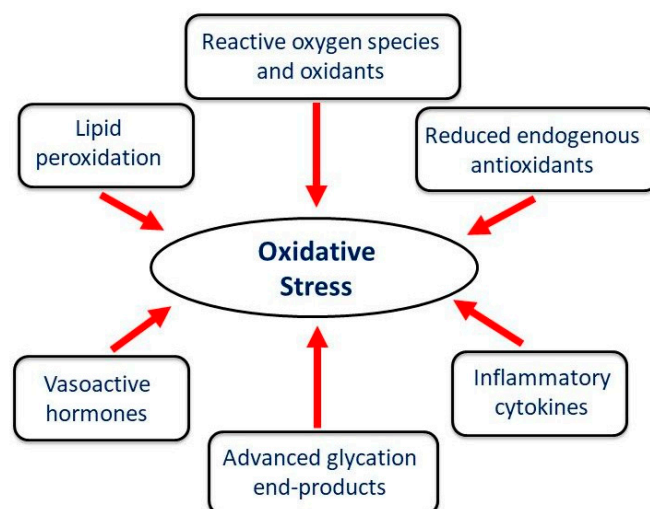 Reactive oxygen species
and oxidants
Lipid
peroxidation
Reduced endogenous
antioxidants
Oxidative
Stress
Vasoactive
hormones
Inflammatory
cytokines
Advanced glycation
end-products